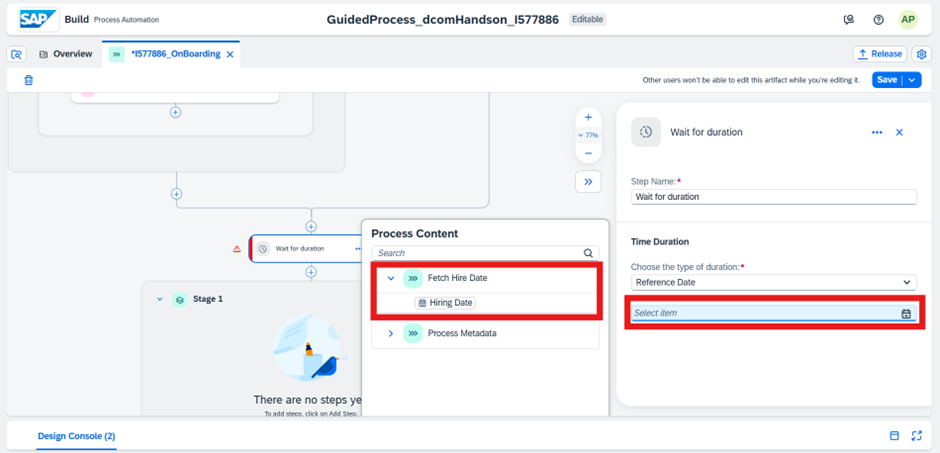 SAP Build Process Automation
GuidedProcess_dcomHandson_I577886 Editable
AP
Overview
*I577886_OnBoarding
Release
Other users won't be able to edit this artifact while you're editing it.
Save
77%
Wait for duration
Stage 1
There are no steps ye
To add steps, click on Add Step.
Process Content
Search
Fetch Hire Date
Hiring Date
Process Metadata
Wait for duration
Step Name:*
Wait for duration
Time Duration
Choose the type of duration:*
Reference Date
Select item
Design Console (2)